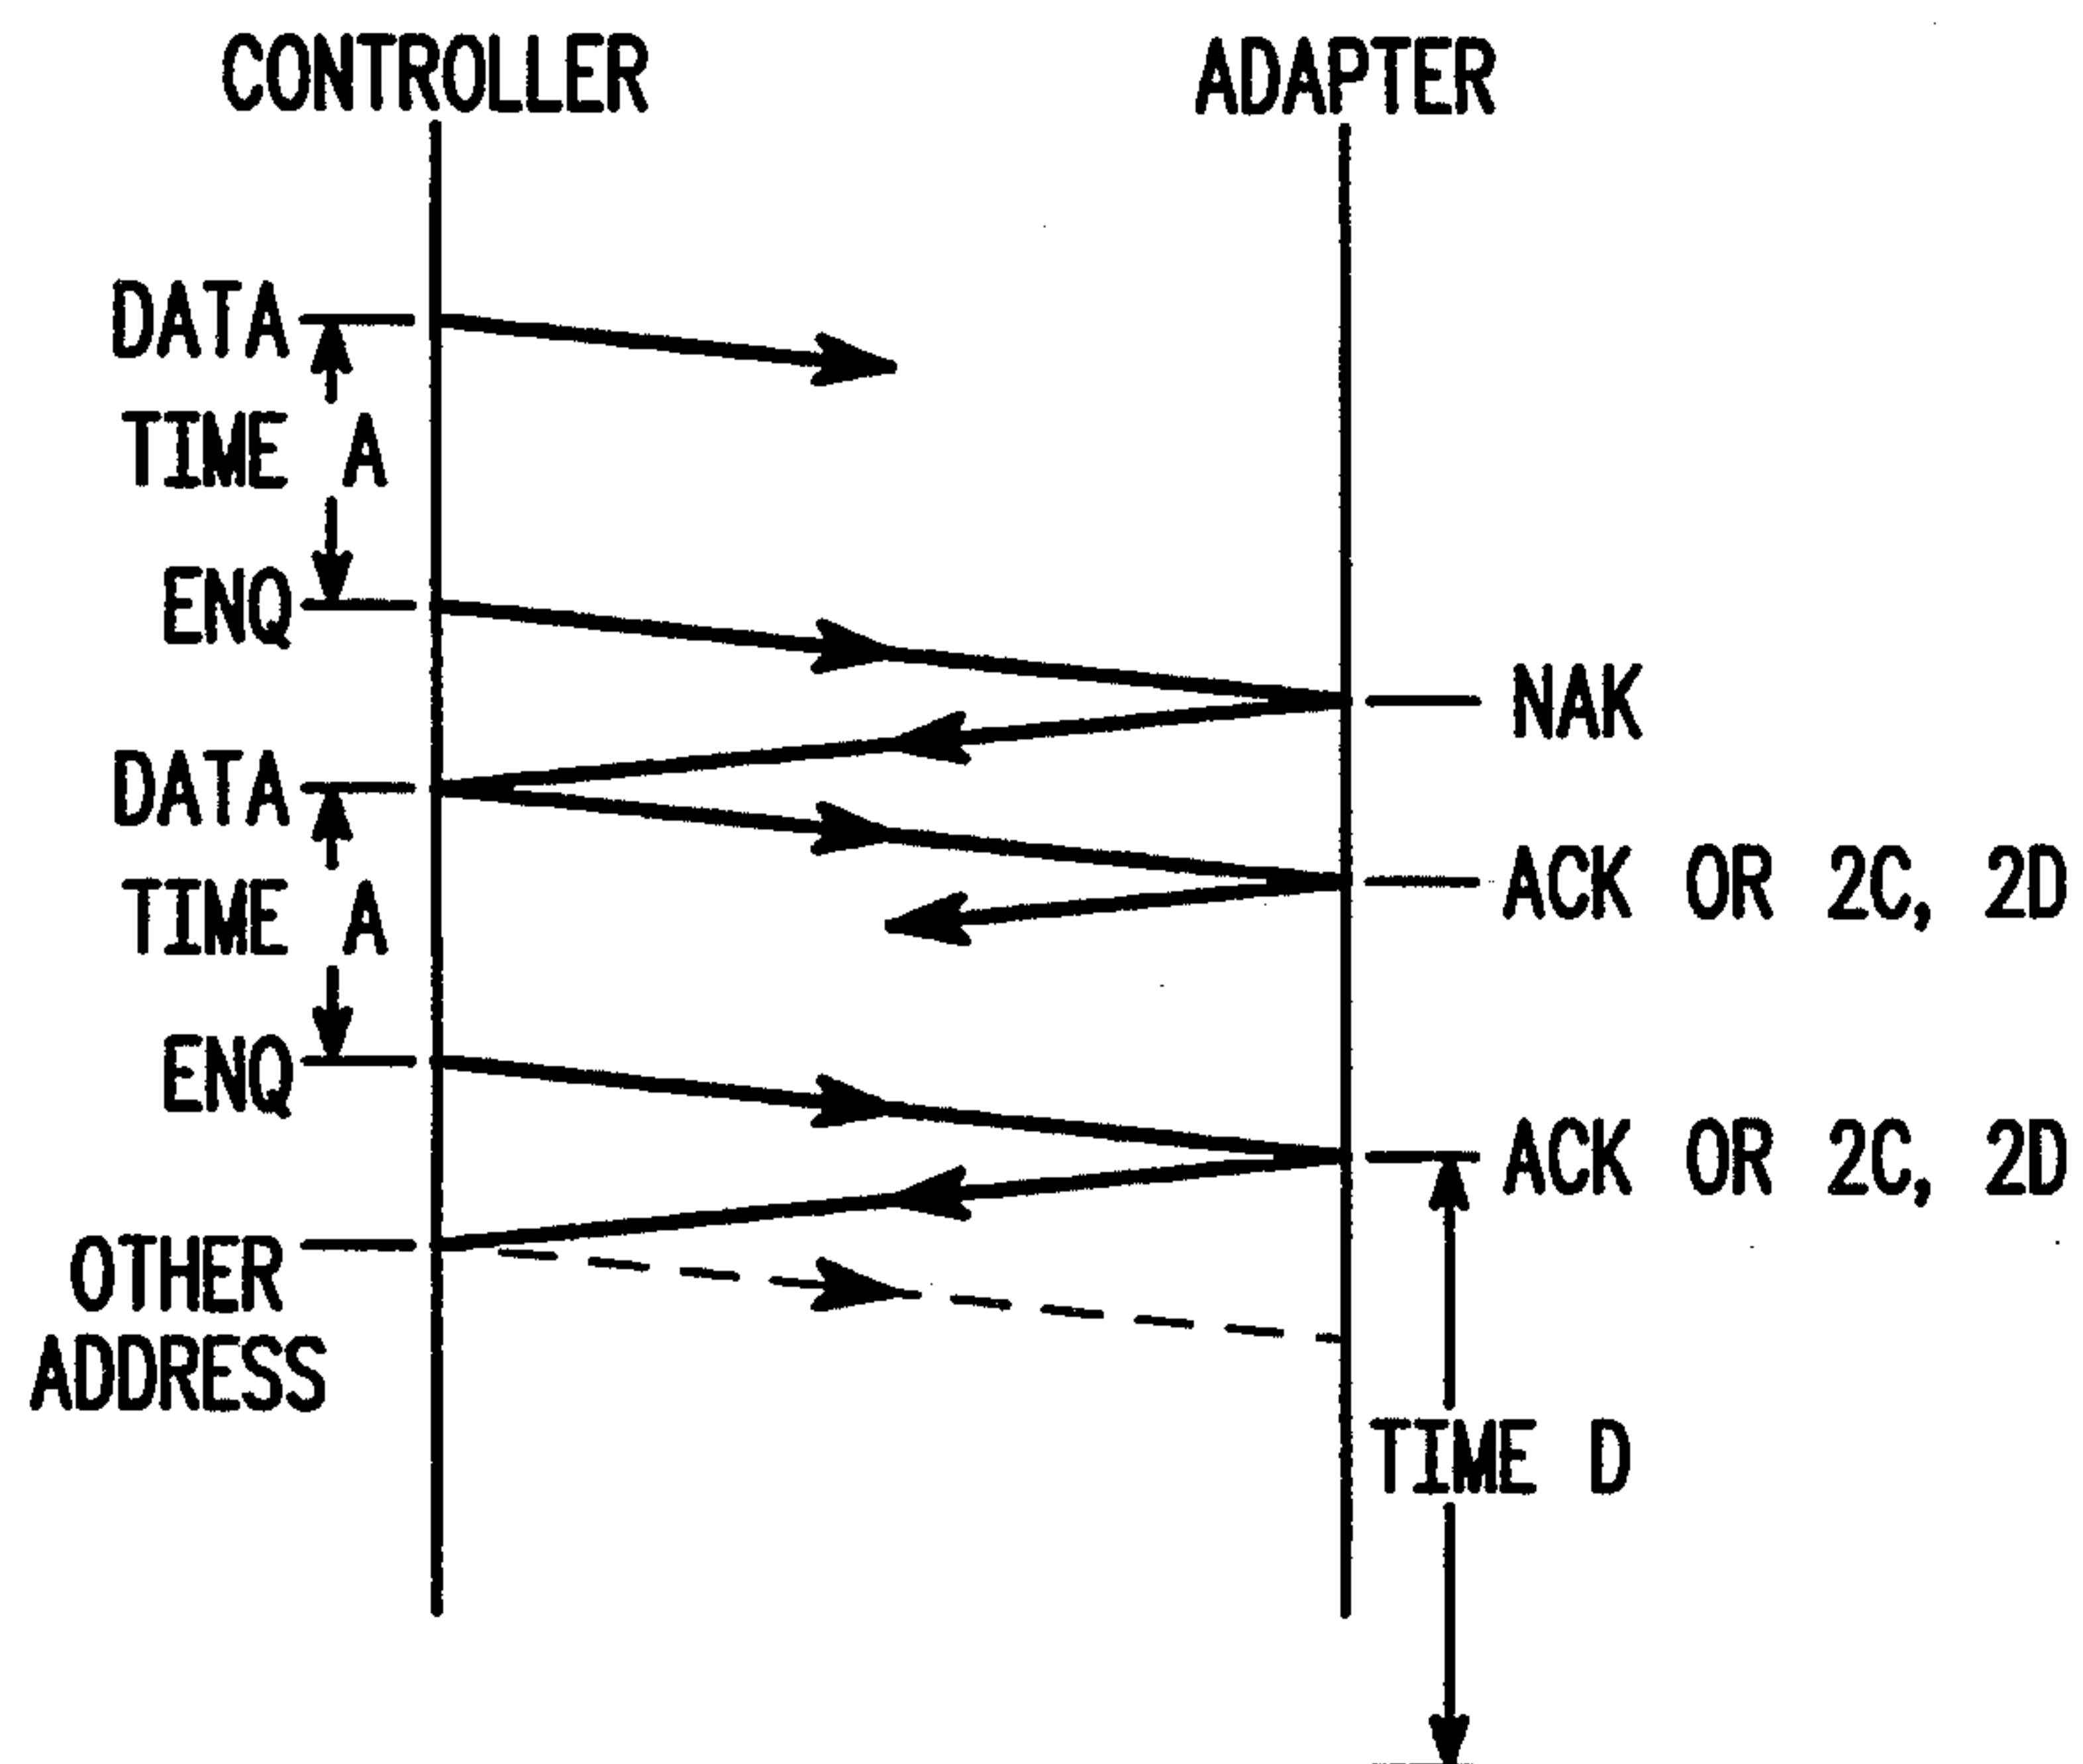 CONTROLLER ADAPTER
DATA
TIME A
ENQ
NAK
DATA
ACK OR 2C, 2D
TIME A
ENQ
ACK OR 2C, 2D
OTHER
ADDRESS
TIME D